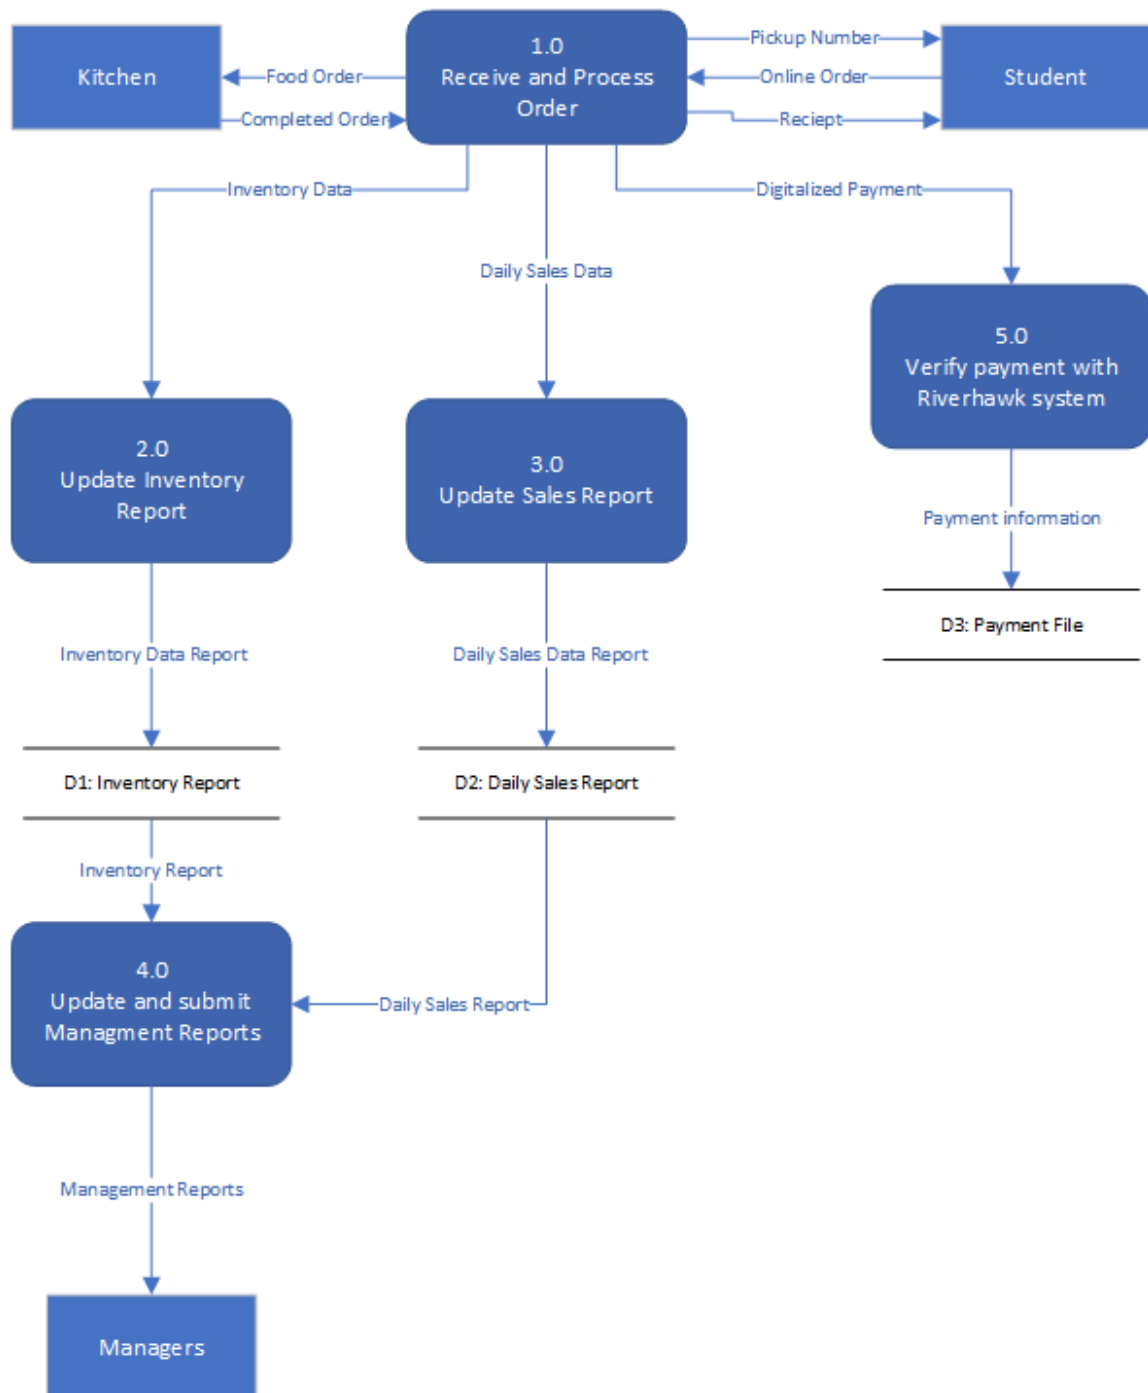 Kitchen
Food Order
Completed Order
1.0
Receive and Process
Order
Pickup Number
Online Order
Reciept
Student
Inventory Data
Daily Sales Data
Digitalized Payment
2.0
Update Inventory
Report
3.0
Update Sales Report
5.0
Verify payment with
Riverhawk system
Payment information
D3: Payment File
Inventory Data Report
Daily Sales Data Report
D1: Inventory Report
D2: Daily Sales Report
Inventory Report
4.0
Update and submit
Managment Reports
Daily Sales Report
Management Reports
Managers